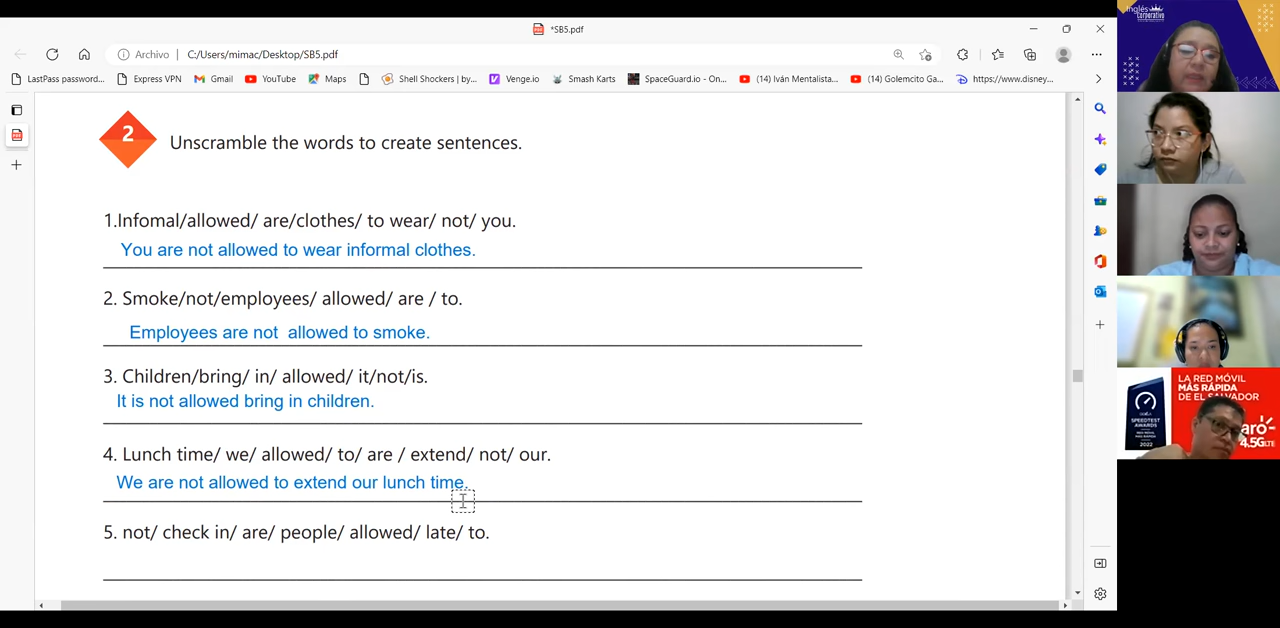 *SB5.pdf
Archivo | C:/Users/mimac/Desktop/SB5.pdf
LastPass password... Express VPN Gmail YouTube Maps Shell Shockers | by... Venge.io Smash Karts SpaceGuard.io - On... (14) Iván Mentalista... (14) Golemcito Ga... https://www.disney...
2 Unscramble the words to create sentences.
1.Infomal/allowed/ are/clothes/ to wear/ not/ you.
You are not allowed to wear informal clothes.
2. Smoke/not/employees/ allowed/ are / to.
Employees are not  allowed to smoke.
3. Children/bring/ in/ allowed/ it/not/is.
It is not allowed bring in children.
4. Lunch time/ we/ allowed/ to/ are / extend/ not/ our.
We are not allowed to extend our lunch time.
5. not/ check in/ are/ people/ allowed/ late/ to.
Inglés
Corporativo
LA RED MÓVIL
MÁS RÁPIDA
DE EL SALVADOR
SPEEDTEST
AWARDS
2022
aro
4.5GLTE